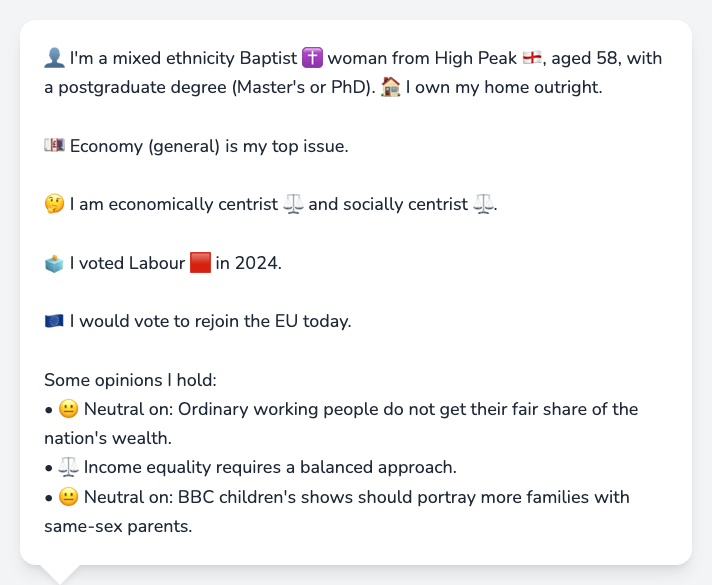 👤 I'm a mixed ethnicity Baptist ✝️ woman from High Peak 🏴󠁧󠁢󠁥󠁮󠁧󠁿, aged 58, with
a postgraduate degree (Master's or PhD). 🏠 I own my home outright.
💷 Economy (general) is my top issue.
🤔 I am economically centrist ⚖️ and socially centrist ⚖️.
🗳️ I voted Labour 🟥 in 2024.
🇪🇺 I would vote to rejoin the EU today.
Some opinions I hold:
• 😐 Neutral on: Ordinary working people do not get their fair share of the
nation's wealth.
• ⚖️ Income equality requires a balanced approach.
• 😐 Neutral on: BBC children's shows should portray more families with
same-sex parents.